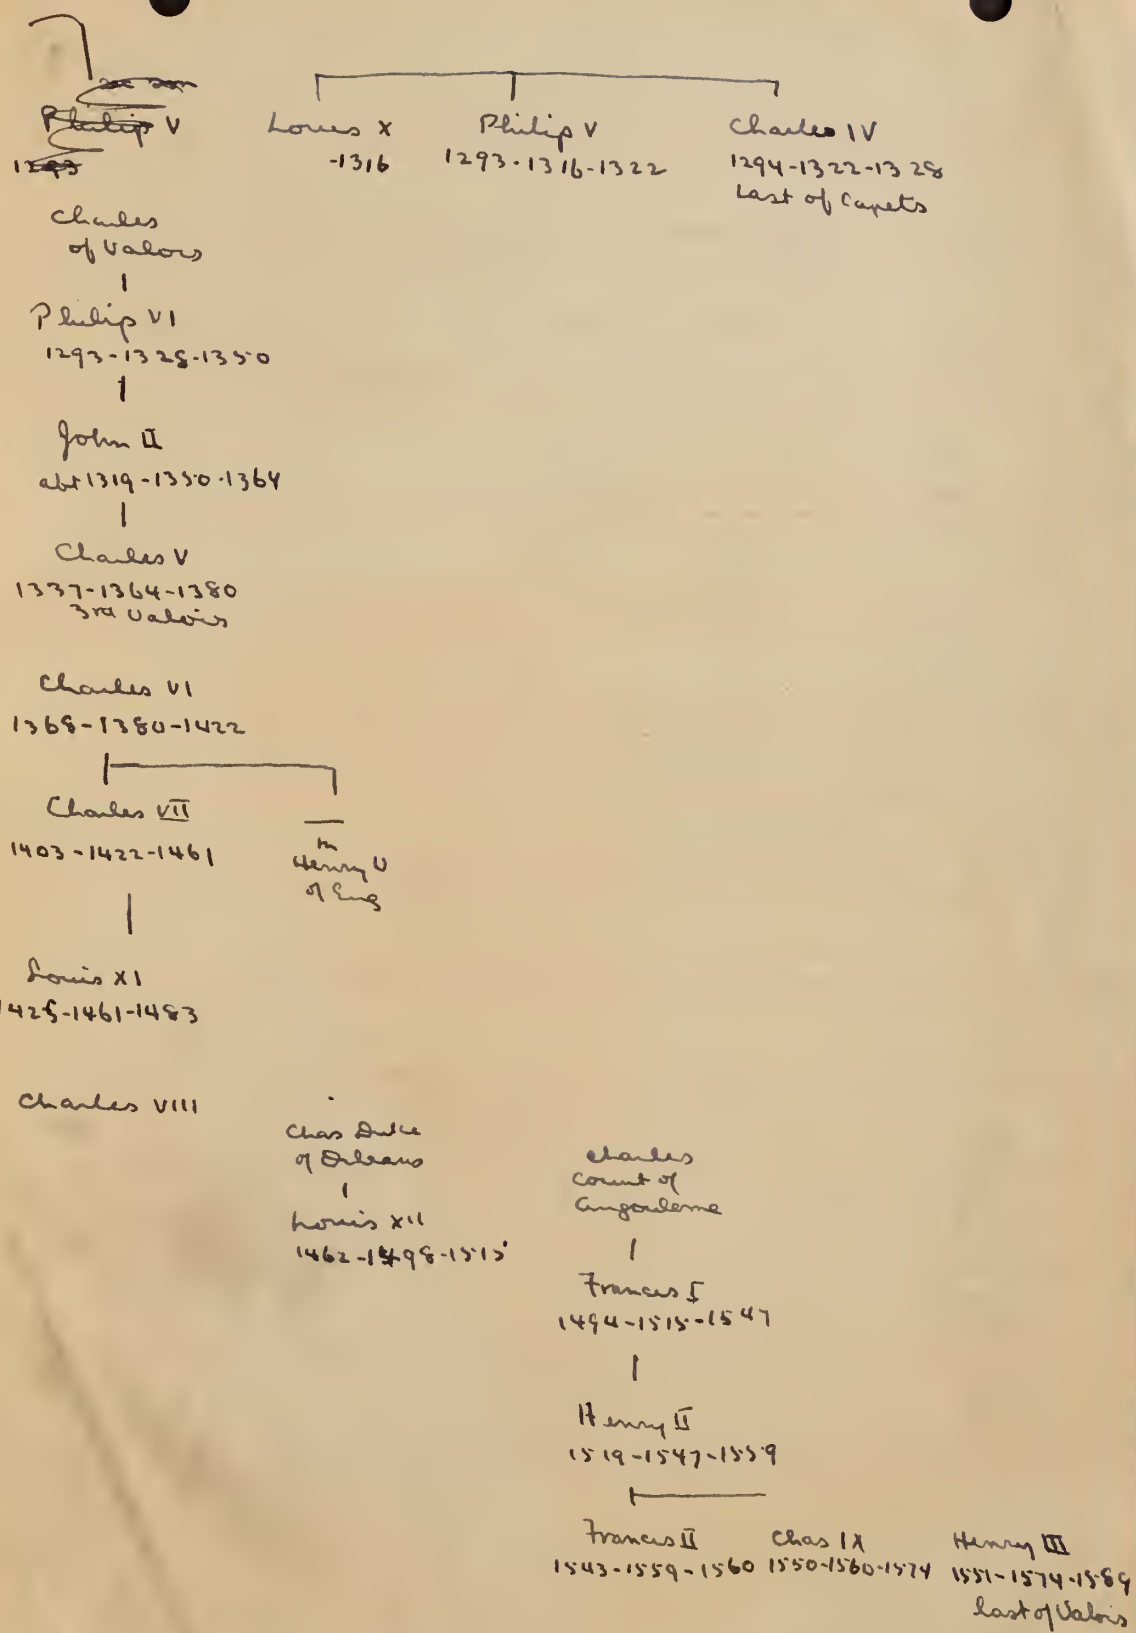 Philip V
1293
Louis X
-1316
Philip V
1293-1316-1322
Charles IV
1294-1322-1328
Last of Capets
Charles
of Valois
Philip VI
1293-1328-1350
John II
abt 1319-1350-1364
Charles V
1337-1364-1380
3rd Valois
Charles VI
1368-1380-1422
Charles VII
1403-1422-1461
m
Henry V
of Eng
Louis XI
1425-1461-1483
Charles VIII
Chas Duke
of Orleans
Louis XII
1462-1498-1515
Charles
Count of
Angouleme
Francis I
1494-1515-1547
Henry II
1519-1547-1559
Francis II
1543-1559-1560
Chas IX
1550-1560-1574
Henry III
1551-1574-1589
Last of Valois